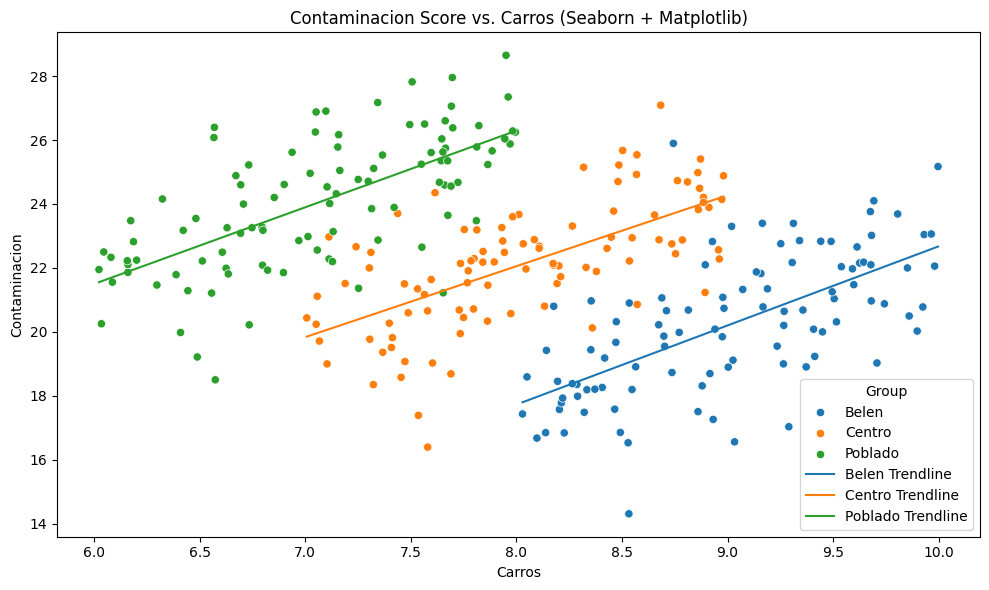 Contaminacion Score vs. Carros (Seaborn + Matplotlib)
Contaminacion
28
26
24
22
20
18
16
14
6.0 6.5 7.0 7.5 8.0 8.5 9.0 9.5 10.0
Carros
Group
Belen
Centro
Poblado
Belen Trendline
Centro Trendline
Poblado Trendline